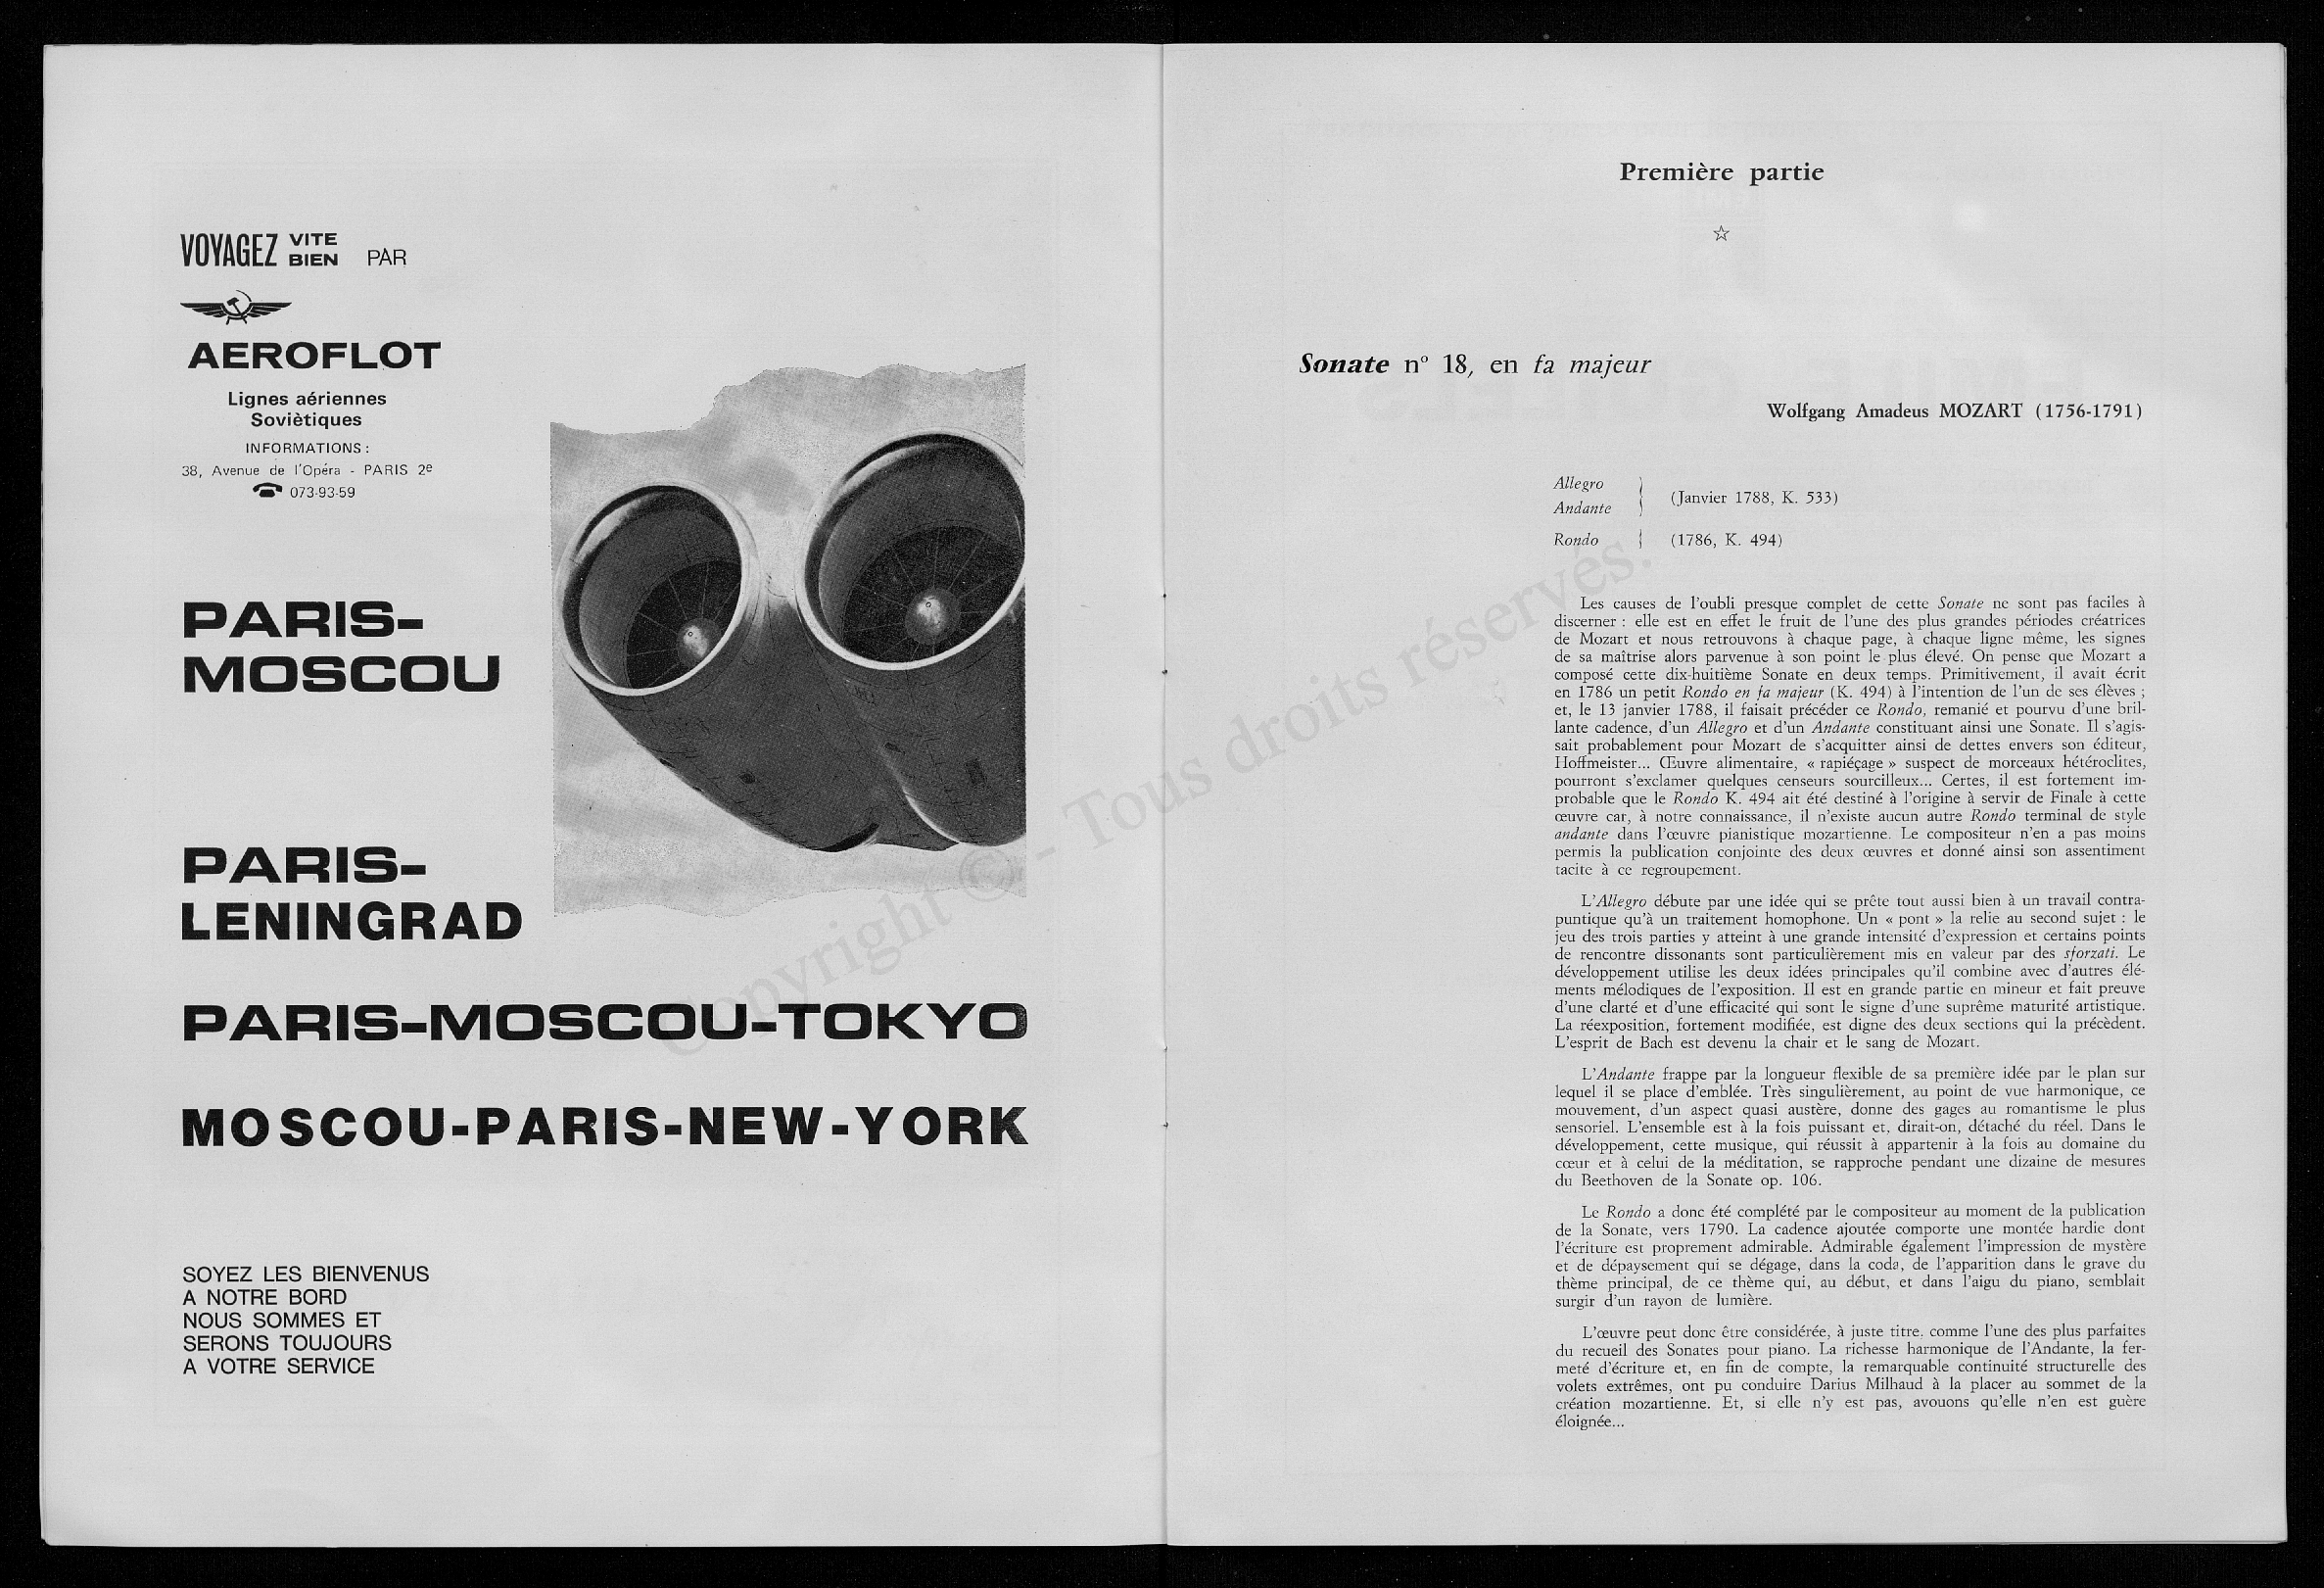 VOYAGEZ VITE BIEN PAR
AEROFLOT
Lignes aériennes
Soviètiques
INFORMATIONS :
38, Avenue de l'Opéra - PARIS 2e
073-93-59
PARIS-
MOSCOU
PARIS-
LENINGRAD
PARIS-MOSCOU-TOKYO
MOSCOU-PARIS-NEW-YORK
SOYEZ LES BIENVENUS
A NOTRE BORD
NOUS SOMMES ET
SERONS TOUJOURS
A VOTRE SERVICE
Copyright © - Tous droits réservés.
Première partie
☆
Sonate n° 18, en fa majeur
Wolfgang Amadeus MOZART (1756-1791)
Allegro
Andante } (Janvier 1788, K. 533)
Rondo } (1786, K. 494)
Les causes de l'oubli presque complet de cette Sonate ne sont pas faciles à
discerner : elle est en effet le fruit de l'une des plus grandes périodes créatrices
de Mozart et nous retrouvons à chaque page, à chaque ligne même, les signes
de sa maîtrise alors parvenue à son point le plus élevé. On pense que Mozart a
composé cette dix-huitième Sonate en deux temps. Primitivement, il avait écrit
en 1786 un petit Rondo en fa majeur (K. 494) à l'intention de l'un de ses élèves ;
et, le 13 janvier 1788, il faisait précéder ce Rondo, remanié et pourvu d'une bril-
lante cadence, d'un Allegro et d'un Andante constituant ainsi une Sonate. Il s'agis-
sait probablement pour Mozart de s'acquitter ainsi de dettes envers son éditeur,
Hoffmeister... Œuvre alimentaire, « rapiéçage » suspect de morceaux hétéroclites,
pourront s'exclamer quelques censeurs sourcilleux... Certes, il est fortement im-
probable que le Rondo K. 494 ait été destiné à l'origine à servir de Finale à cette
œuvre car, à notre connaissance, il n'existe aucun autre Rondo terminal de style
andante dans l'œuvre pianistique mozartienne. Le compositeur n'en a pas moins
permis la publication conjointe des deux œuvres et donné ainsi son assentiment
tacite à ce regroupement.
L'Allegro débute par une idée qui se prête tout aussi bien à un travail contra-
puntique qu'à un traitement homophone. Un « pont » la relie au second sujet : le
jeu des trois parties y atteint à une grande intensité d'expression et certains points
de rencontre dissonants sont particulièrement mis en valeur par des sforzati. Le
développement utilise les deux idées principales qu'il combine avec d'autres élé-
ments mélodiques de l'exposition. Il est en grande partie en mineur et fait preuve
d'une clarté et d'une efficacité qui sont le signe d'une suprême maturité artistique.
La réexposition, fortement modifiée, est digne des deux sections qui la précèdent.
L'esprit de Bach est devenu la chair et le sang de Mozart.
L'Andante frappe par la longueur flexible de sa première idée par le plan sur
lequel il se place d'emblée. Très singulièrement, au point de vue harmonique, ce
mouvement, d'un aspect quasi austère, donne des gages au romantisme le plus
sensoriel. L'ensemble est à la fois puissant et, dirait-on, détaché du réel. Dans le
développement, cette musique, qui réussit à appartenir à la fois au domaine du
cœur et à celui de la méditation, se rapproche pendant une dizaine de mesures
du Beethoven de la Sonate op. 106.
Le Rondo a donc été complété par le compositeur au moment de la publication
de la Sonate, vers 1790. La cadence ajoutée comporte une montée hardie dont
l'écriture est proprement admirable. Admirable également l'impression de mystère
et de dépaysement qui se dégage, dans la coda, de l'apparition dans le grave du
thème principal, de ce thème qui, au début, et dans l'aigu du piano, semblait
surgir d'un rayon de lumière.
L'œuvre peut donc être considérée, à juste titre, comme l'une des plus parfaites
du recueil des Sonates pour piano. La richesse harmonique de l'Andante, la fer-
meté d'écriture et, en fin de compte, la remarquable continuité structurelle des
volets extrêmes, ont pu conduire Darius Milhaud à la placer au sommet de la
création mozartienne. Et, si elle n'y est pas, avouons qu'elle n'en est guère
éloignée...